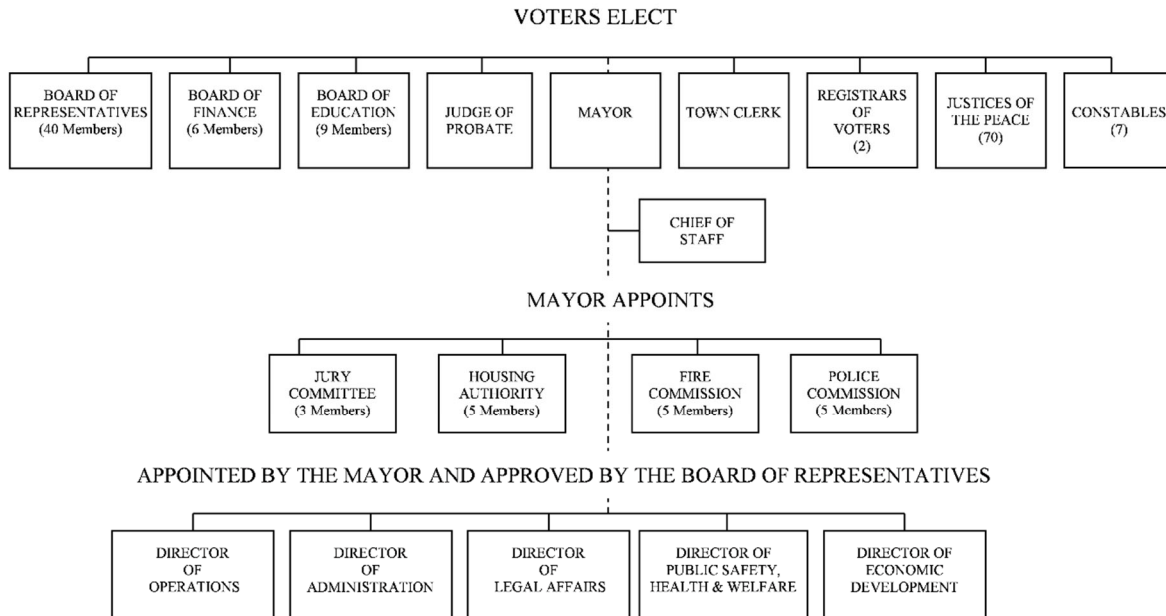 VOTERS ELECT
BOARD OF
REPRESENTATIVES
(40 Members)
BOARD OF
FINANCE
(6 Members)
BOARD OF
EDUCATION
(9 Members)
JUDGE OF
PROBATE
MAYOR
TOWN CLERK
REGISTRARS
OF
VOTERS
(2)
JUSTICES OF
THE PEACE
(70)
CONSTABLES
(7)
CHIEF OF
STAFF
MAYOR APPOINTS
JURY
COMMITTEE
(3 Members)
HOUSING
AUTHORITY
(5 Members)
FIRE
COMMISSION
(5 Members)
POLICE
COMMISSION
(5 Members)
APPOINTED BY THE MAYOR AND APPROVED BY THE BOARD OF REPRESENTATIVES
DIRECTOR
OF
OPERATIONS
DIRECTOR
OF
ADMINISTRATION
DIRECTOR
OF
LEGAL AFFAIRS
DIRECTOR OF
PUBLIC SAFETY,
HEALTH & WELFARE
DIRECTOR OF
ECONOMIC
DEVELOPMENT